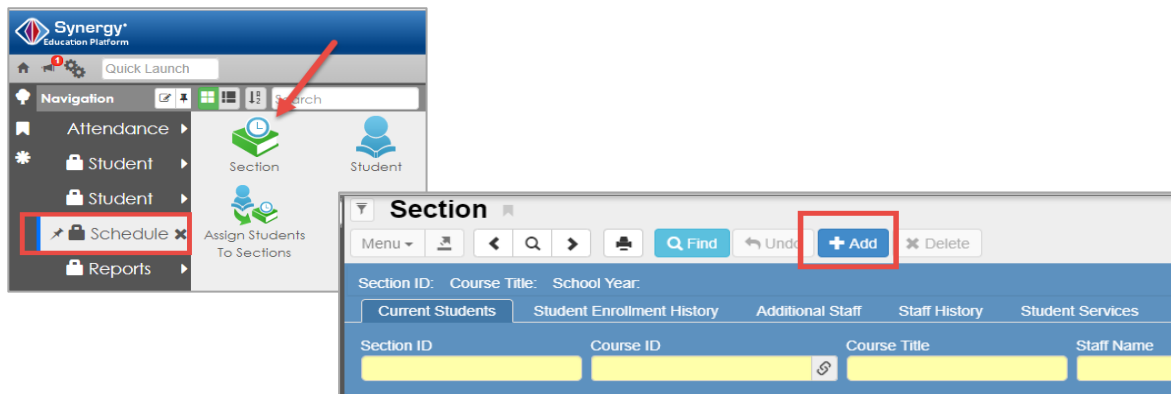 Synergy
Education Platform
1
Quick Launch
Navigation
Search
Attendance
Student
Section
Student
Student
Schedule
Assign Students
To Sections
Reports
Section
Menu
Find
Undo
Add
Delete
Section ID: Course Title: School Year:
Current Students Student Enrollment History Additional Staff Staff History Student Services
Section ID Course ID Course Title Staff Name